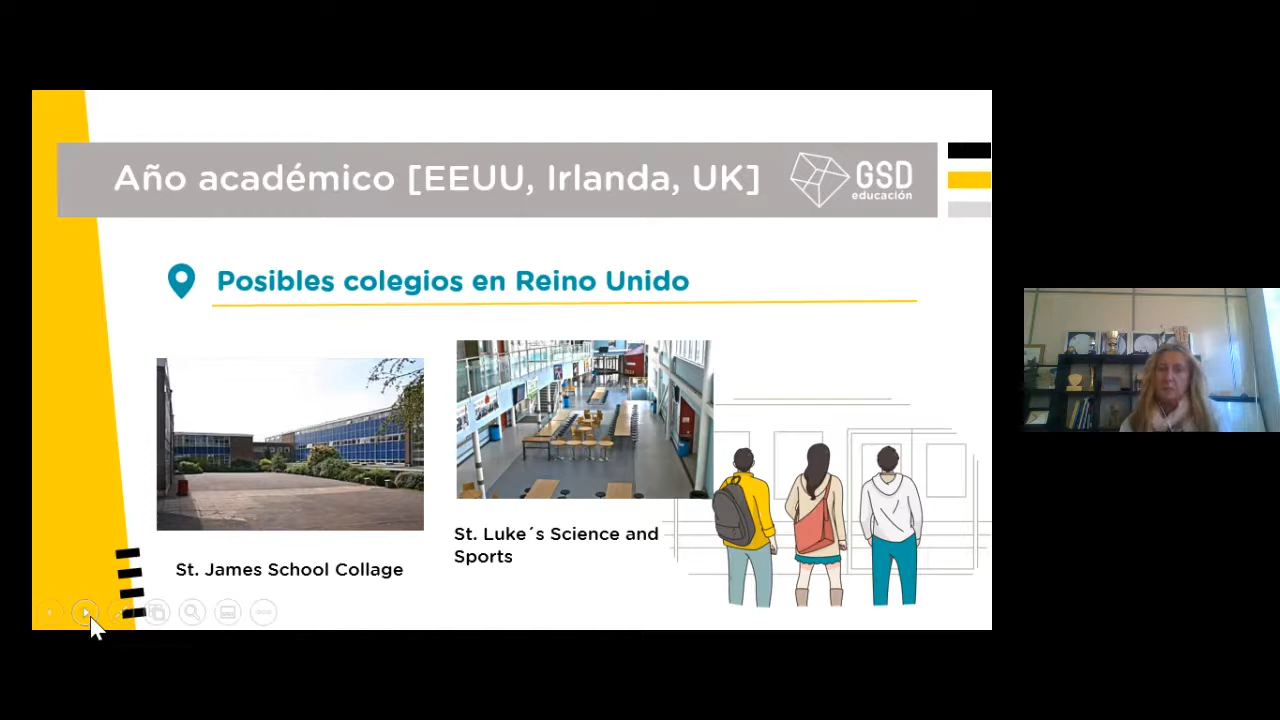 Año académico [EEUU, Irlanda, UK]
GSD
educación
Posibles colegios en Reino Unido
St. James School Collage
St. Luke´s Science and
Sports